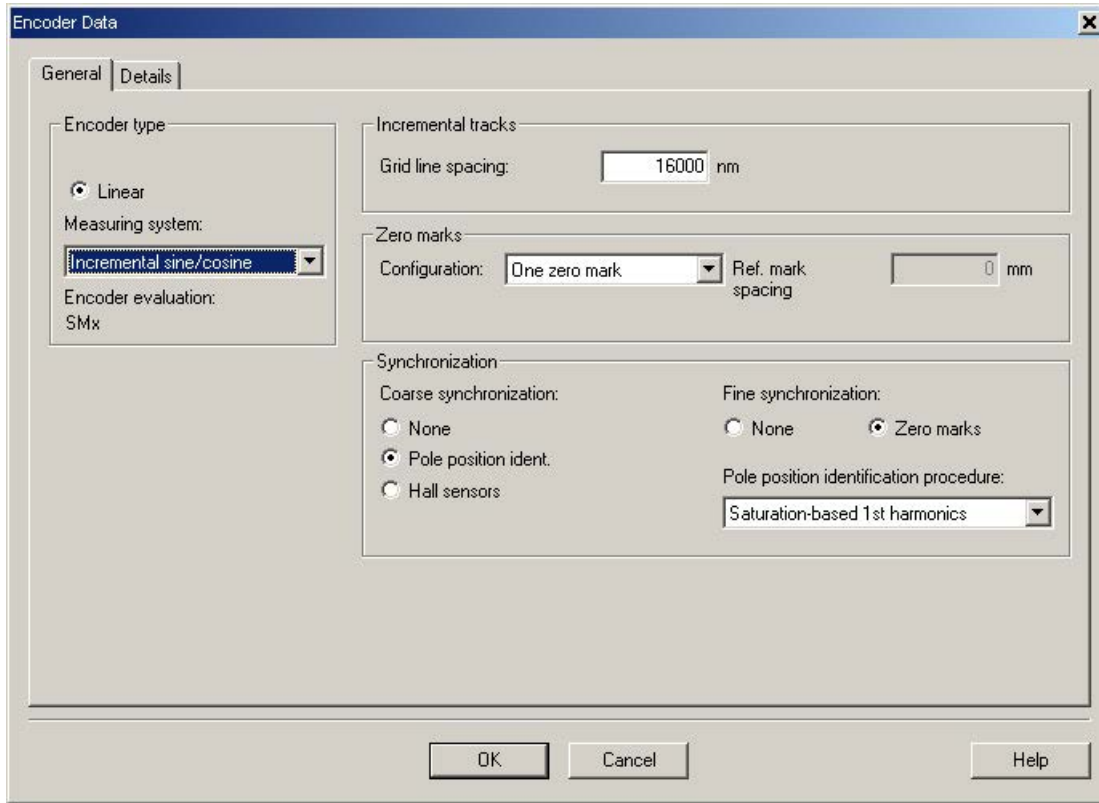 Encoder Data
General
Details
Encoder type
Linear
Measuring system:
Incremental sine/cosine
Encoder evaluation:
SMx
Incremental tracks
Grid line spacing: 16000 nm
Zero marks
Configuration: One zero mark Ref. mark 0 mm
spacing
Synchronization
Coarse synchronization:
None
Pole position ident.
Hall sensors
Fine synchronization:
None Zero marks
Pole position identification procedure:
Saturation-based 1st harmonics
OK Cancel Help